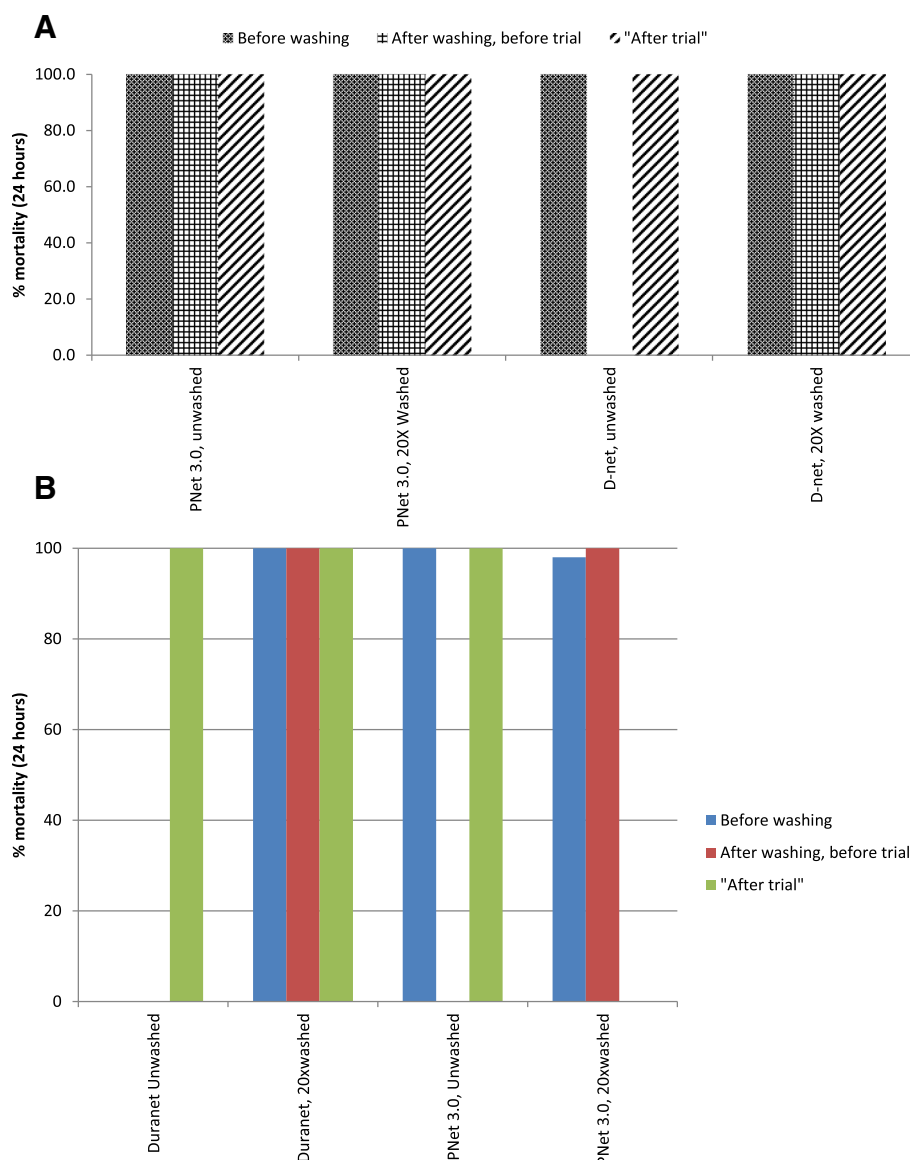 A
Before washing After washing, before trial "After trial"
100.0
80.0
60.0
40.0
20.0
0.0
% mortality (24 hours)
PNet 3.0, unwashed
PNet 3.0, 20X Washed
D-net, unwashed
D-net, 20X washed
B
100
80
60
40
20
0
% mortality (24 hours)
Before washing
After washing, before trial
"After trial"
Duranet Unwashed
Duranet, 20xwashed
PNet 3.0, Unwashed
PNet 3.0, 20xwashed